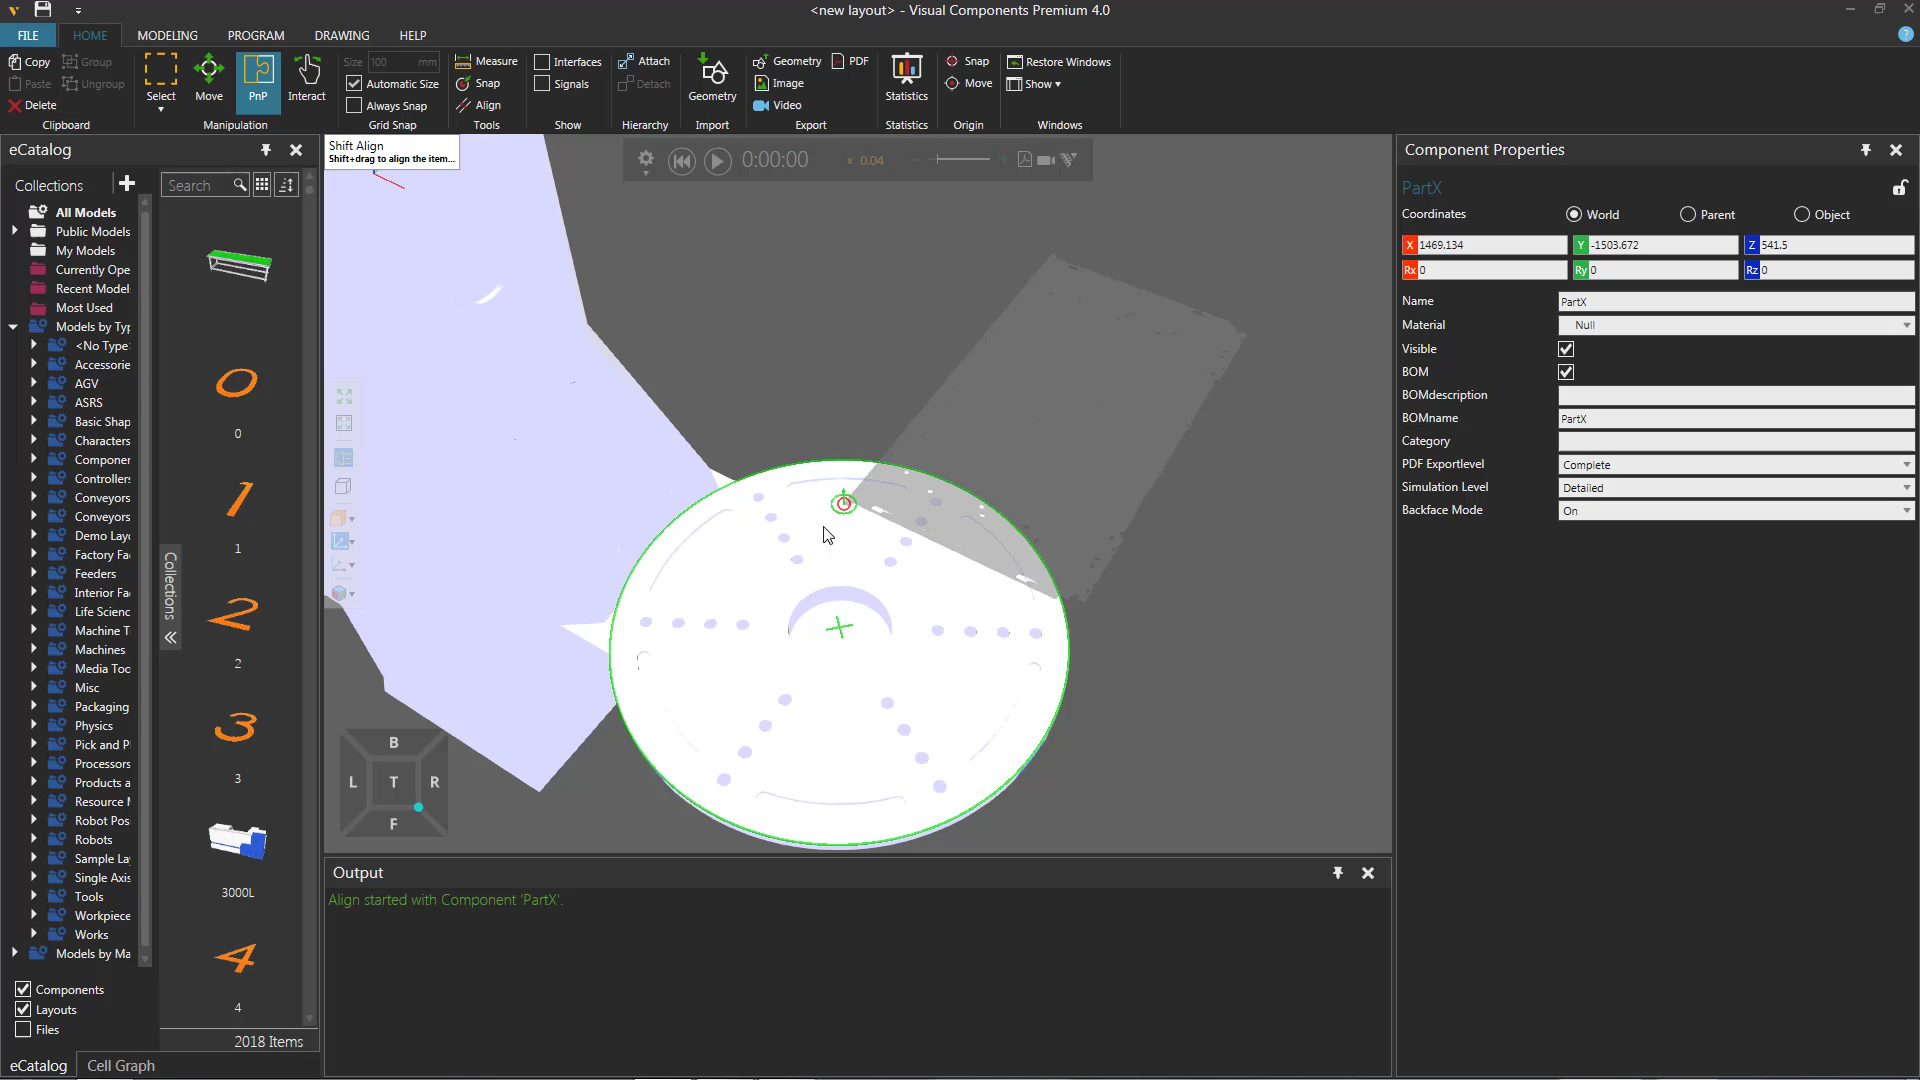 <new layout> - Visual Components Premium 4.0
FILE
HOME
MODELING
PROGRAM
DRAWING
HELP
Copy
Group
Paste
Ungroup
Delete
Clipboard
Select
Move
PnP
Interact
Manipulation
Size 100 mm
Automatic Size
Always Snap
Grid Snap
Measure
Snap
Align
Tools
Interfaces
Signals
Show
Attach
Detach
Hierarchy
Geometry
Import
Geometry
PDF
Image
Video
Export
Statistics
Statistics
Snap
Move
Origin
Restore Windows
Show
Windows
eCatalog
Collections
Search
All Models
Public Models
My Models
Currently Ope
Recent Model
Most Used
Models by Typ
<No Type
Accessorie
AGV
ASRS
Basic Shap
Characters
Componer
Controllers
Conveyors
Conveyors
Demo Layo
Factory Fa
Feeders
Interior Fa
Life Scienc
Machine T
Machines
Media Too
Misc
Packaging
Physics
Pick and P
Processors
Products a
Resource M
Robot Posi
Robots
Sample La
Single Axis
Tools
Workpiece
Works
Models by Ma
Components
Layouts
Files
0
0
1
1
2
2
3
3
3000L
4
4
2018 Items
Collections
eCatalog
Cell Graph
Shift Align
Shift+drag to align the item...
0:00:00
x 0.04
B
L
T
R
F
Output
Align started with Component 'PartX'.
Component Properties
PartX
Coordinates
World
Parent
Object
X 1469.134
Y -1503.672
Z 541.5
Rx 0
Ry 0
Rz 0
Name
PartX
Material
Null
Visible
BOM
BOMdescription
BOMname
PartX
Category
PDF Exportlevel
Complete
Simulation Level
Detailed
Backface Mode
On